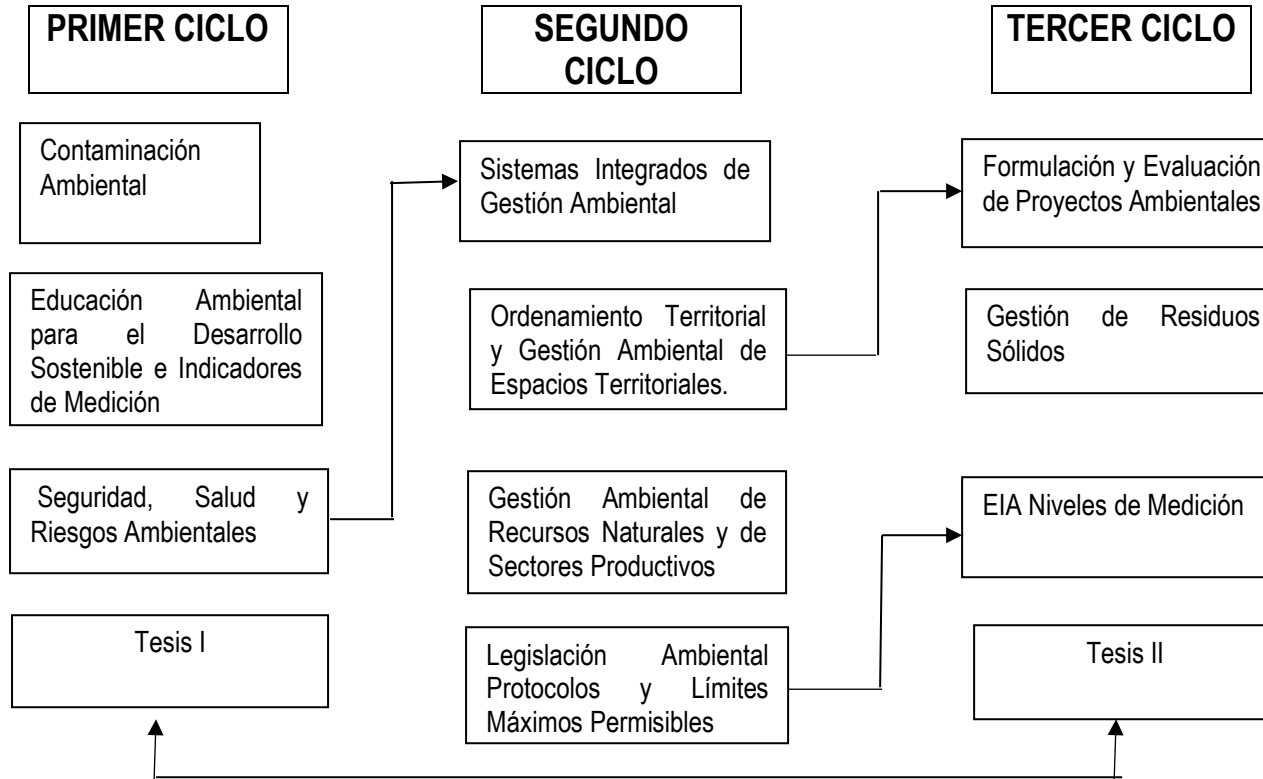 PRIMER CICLO
Contaminación
Ambiental
Educación Ambiental
para el Desarrollo
Sostenible e Indicadores
de Medición
Seguridad, Salud y
Riesgos Ambientales
Tesis I
SEGUNDO
CICLO
Sistemas Integrados de
Gestión Ambiental
Ordenamiento Territorial
y Gestión Ambiental de
Espacios Territoriales.
Gestión Ambiental de
Recursos Naturales y de
Sectores Productivos
Legislación Ambiental
Protocolos y Límites
Máximos Permisibles
TERCER CICLO
Formulación y Evaluación
de Proyectos Ambientales
Gestión de Residuos
Sólidos
EIA Niveles de Medición
Tesis II